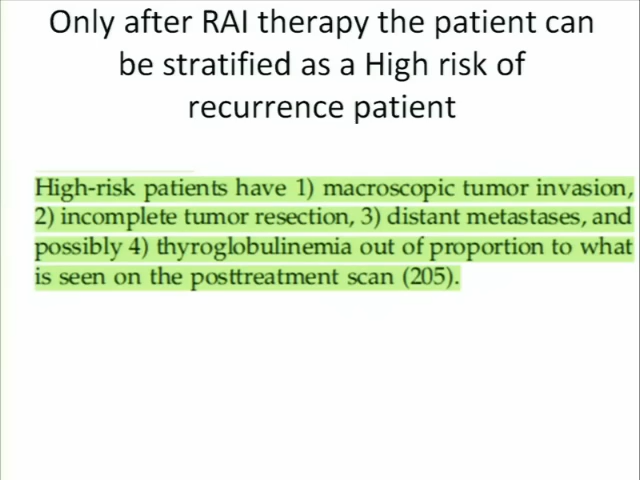 Only after RAI therapy the patient can
be stratified as a High risk of
recurrence patient
High-risk patients have 1) macroscopic tumor invasion,
2) incomplete tumor resection, 3) distant metastases, and
possibly 4) thyroglobulinemia out of proportion to what
is seen on the posttreatment scan (205).